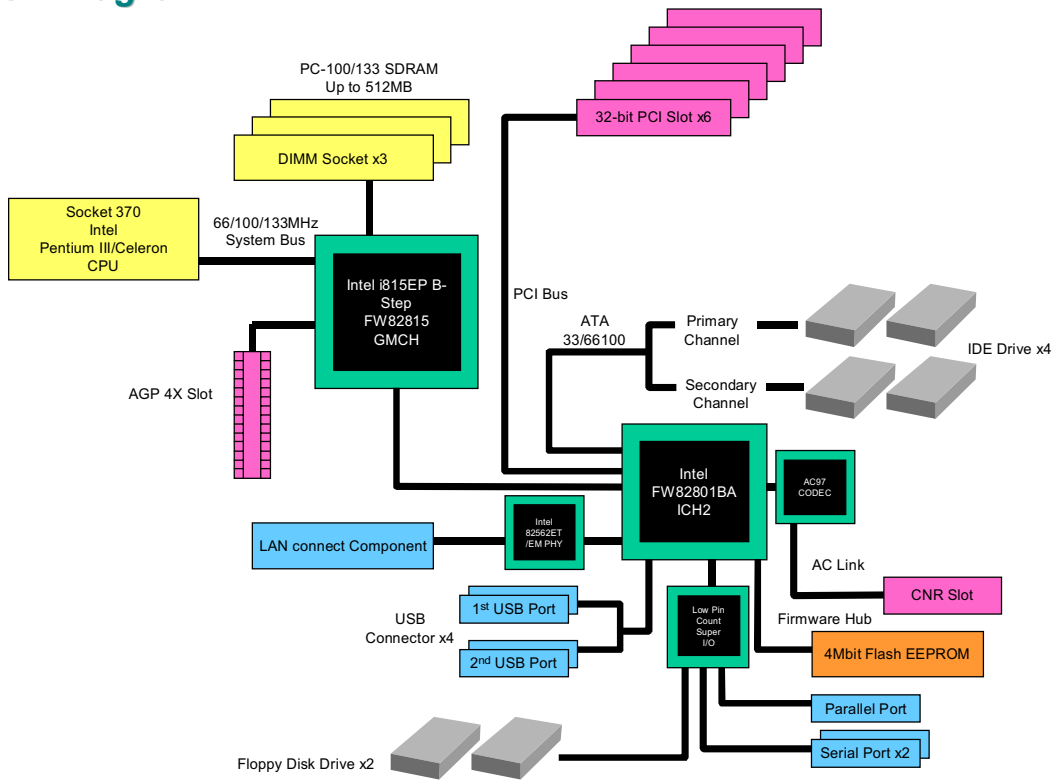 PC-100/133 SDRAM
Up to 512MB
DIMM Socket x3
32-bit PCI Slot x6
Socket 370
Intel
Pentium III/Celeron
CPU
66/100/133MHz
System Bus
Intel i815EP B-
Step
FW82815
GMCH
PCI Bus
ATA
33/66100
Primary
Channel
IDE Drive x4
AGP 4X Slot
Secondary
Channel
Intel
FW82801BA
ICH2
AC97
CODEC
Intel
82562ET
/EM PHY
LAN connect Component
AC Link
CNR Slot
USB
Connector x4
1st USB Port
2nd USB Port
Low Pin
Count
Super
I/O
Firmware Hub
4Mbit Flash EEPROM
Parallel Port
Serial Port x2
Floppy Disk Drive x2